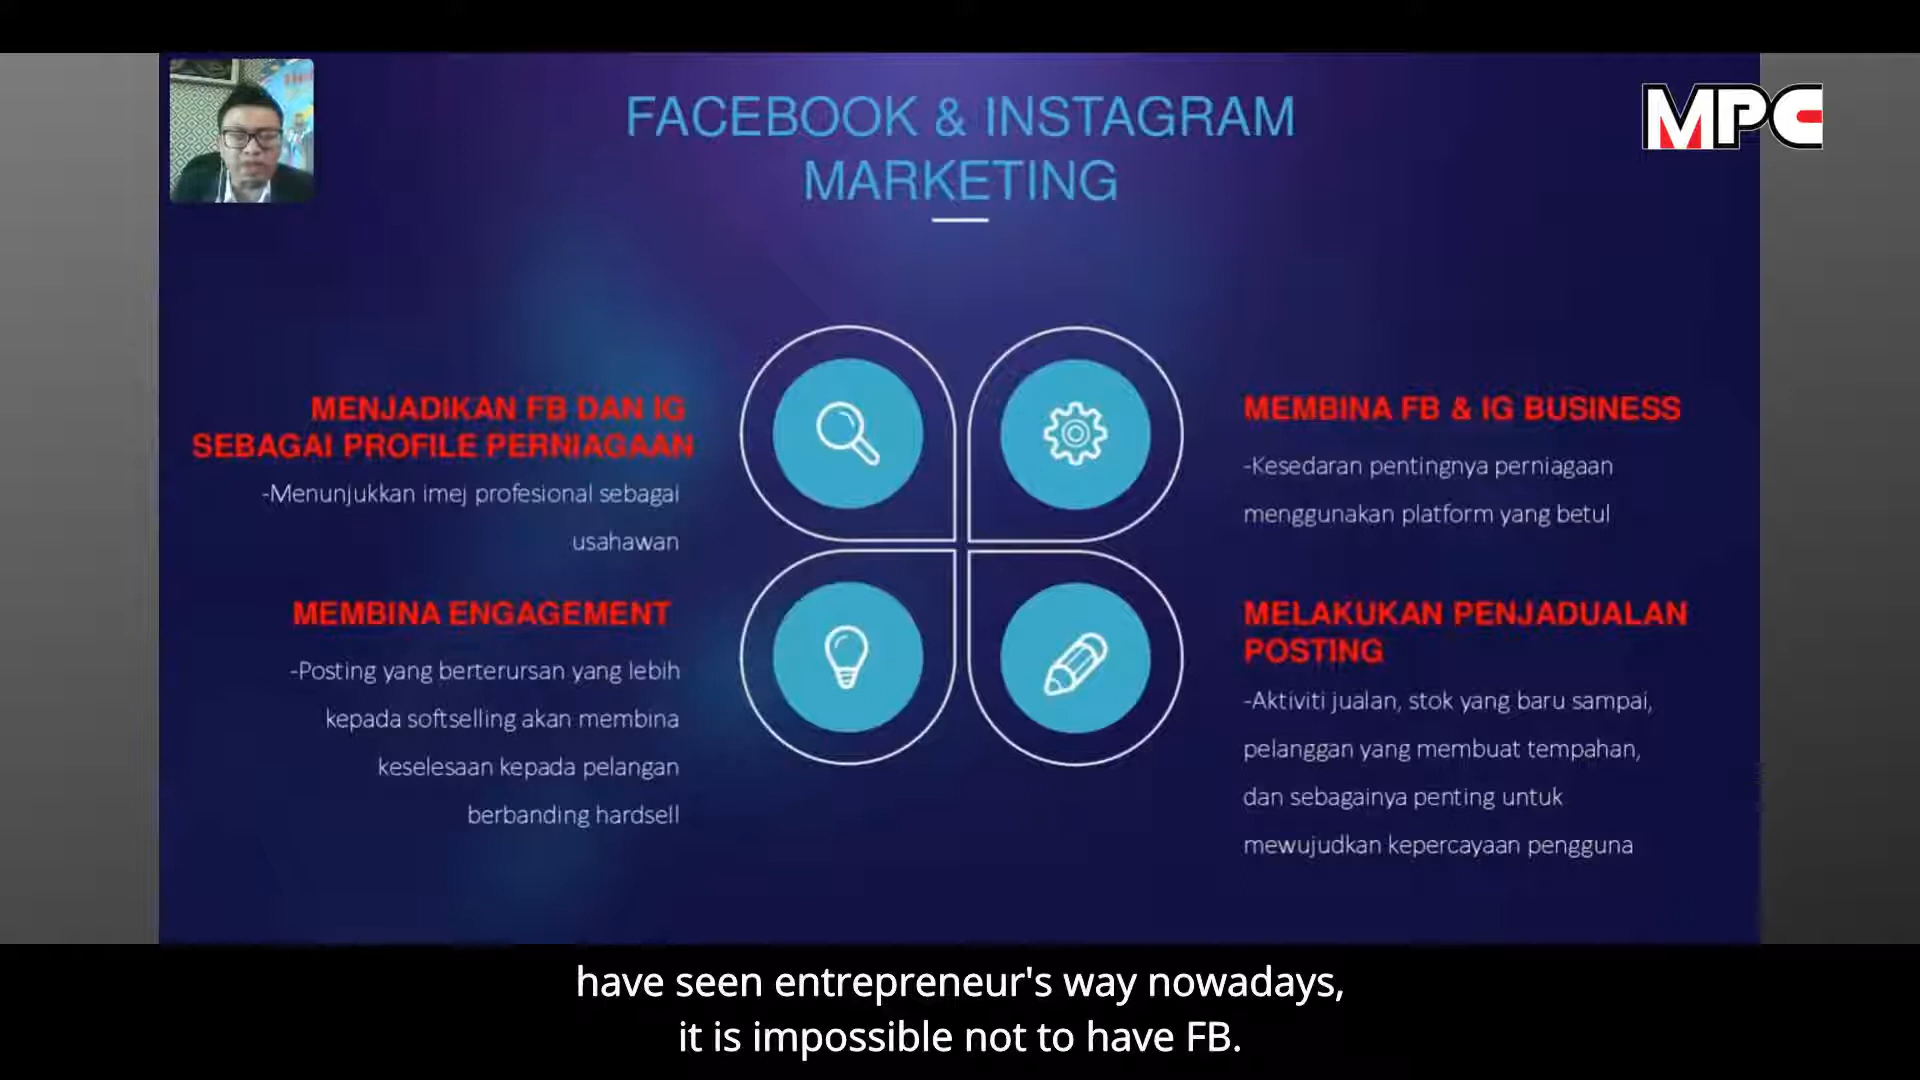 FACEBOOK & INSTAGRAM
MARKETING
MPC
MENJADIKAN FB DAN IG
SEBAGAI PROFILE PERNIAGAAN
-Menunjukkan imej profesional sebagai
usahawan
MEMBINA FB & IG BUSINESS
-Kesedaran pentingnya perniagaan
menggunakan platform yang betul
MEMBINA ENGAGEMENT
-Posting yang berterursan yang lebih
kepada softselling akan membina
keselesaan kepada pelangan
berbanding hardsell
MELAKUKAN PENJADUALAN
POSTING
-Aktiviti jualan, stok yang baru sampai,
pelanggan yang membuat tempahan,
dan sebagainya penting untuk
mewujudkan kepercayaan pengguna
have seen entrepreneur's way nowadays,
it is impossible not to have FB.